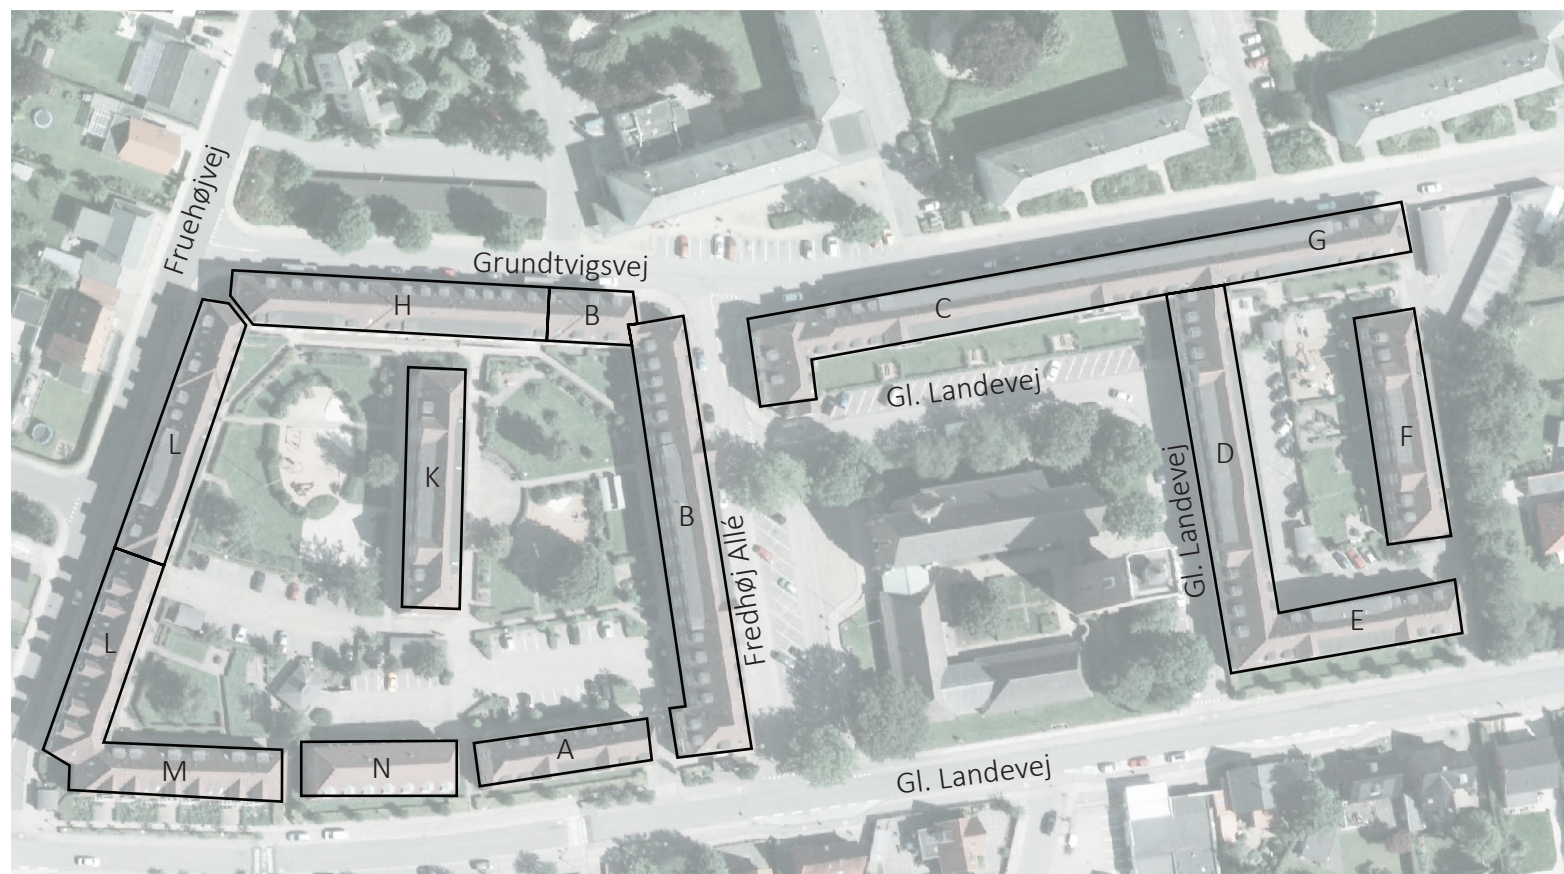 Fruehøjvej
Grundtvigsvej
G
H
B
C
Gl. Landevej
L
K
D
F
B
Gl. Landevej
Fredhøj Allé
L
E
M
N
A
Gl. Landevej